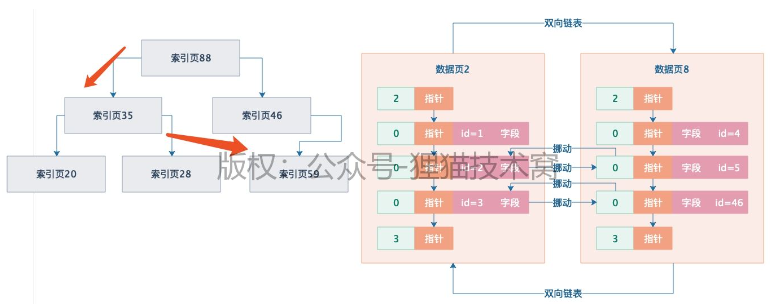 索引页88
索引页35
索引页46
索引页20
索引页28
索引页59
双向链表
数据页2
2 指针
0 指针 id=1 字段
0 指针 id=2 字段
0 指针 id=3 字段
3 指针
挪动
挪动
挪动
挪动
数据页8
2 指针
0 指针 字段 id=4
0 指针 字段 id=5
0 指针 字段 id=46
3 指针
双向链表
版权：公众号 狸猫技术窝